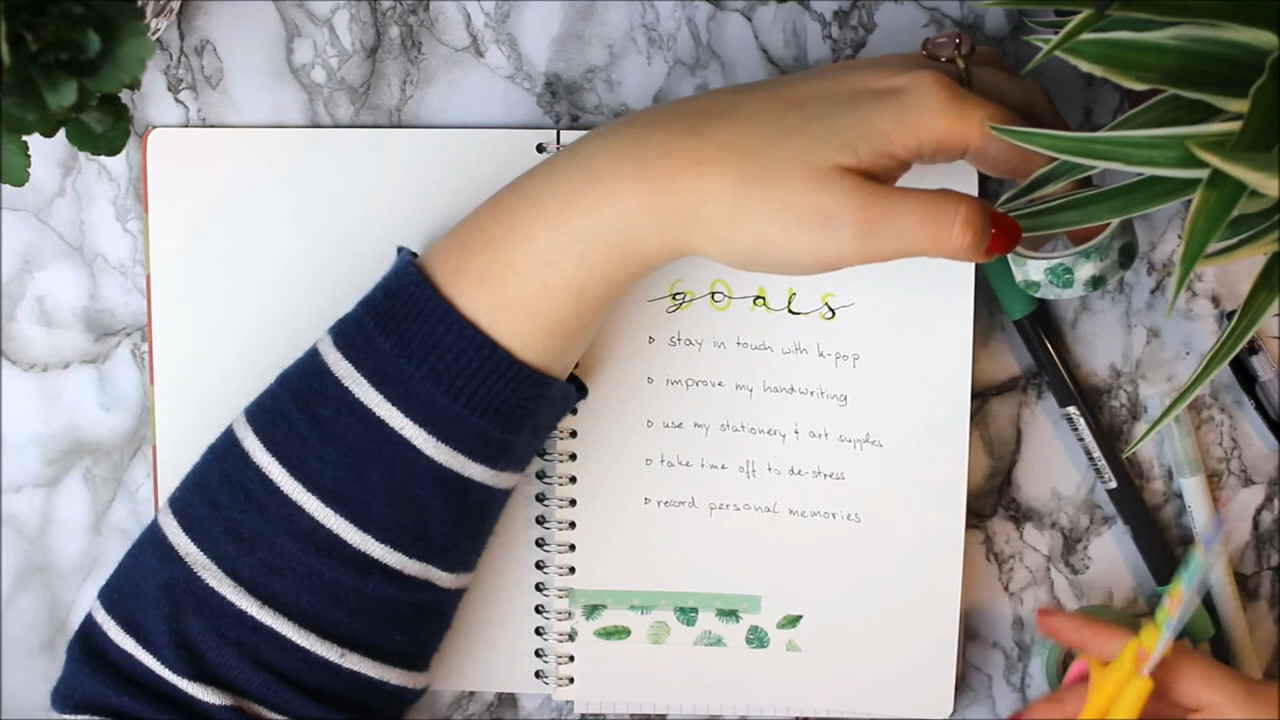 GOALS
goals
stay in touch with k-pop
improve my handwriting
use my stationery & art supplies
take time off to de-stress
record personal memories